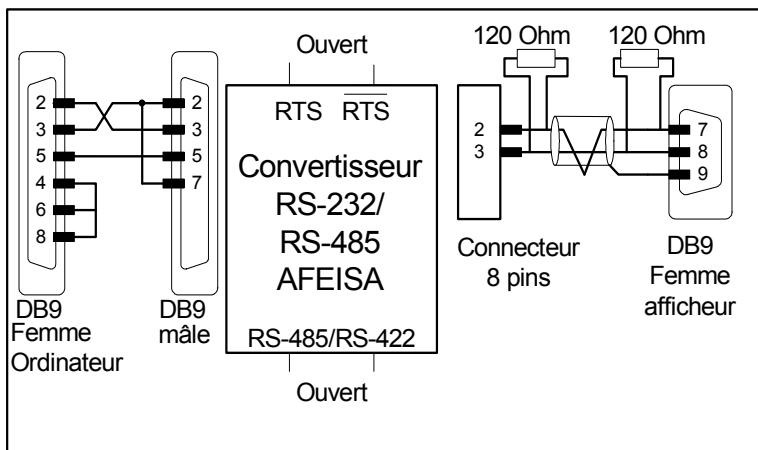 Ouvert
120 Ohm 120 Ohm
2 2
3 3
5 5
4 7
6
8
RTS RTS
Convertisseur
RS-232/
RS-485
AFEISA
RS-485/RS-422
Ouvert
2 7
3 8
9
DB9
Femme
Ordinateur
DB9
mâle
Connecteur
8 pins
DB9
Femme
afficheur